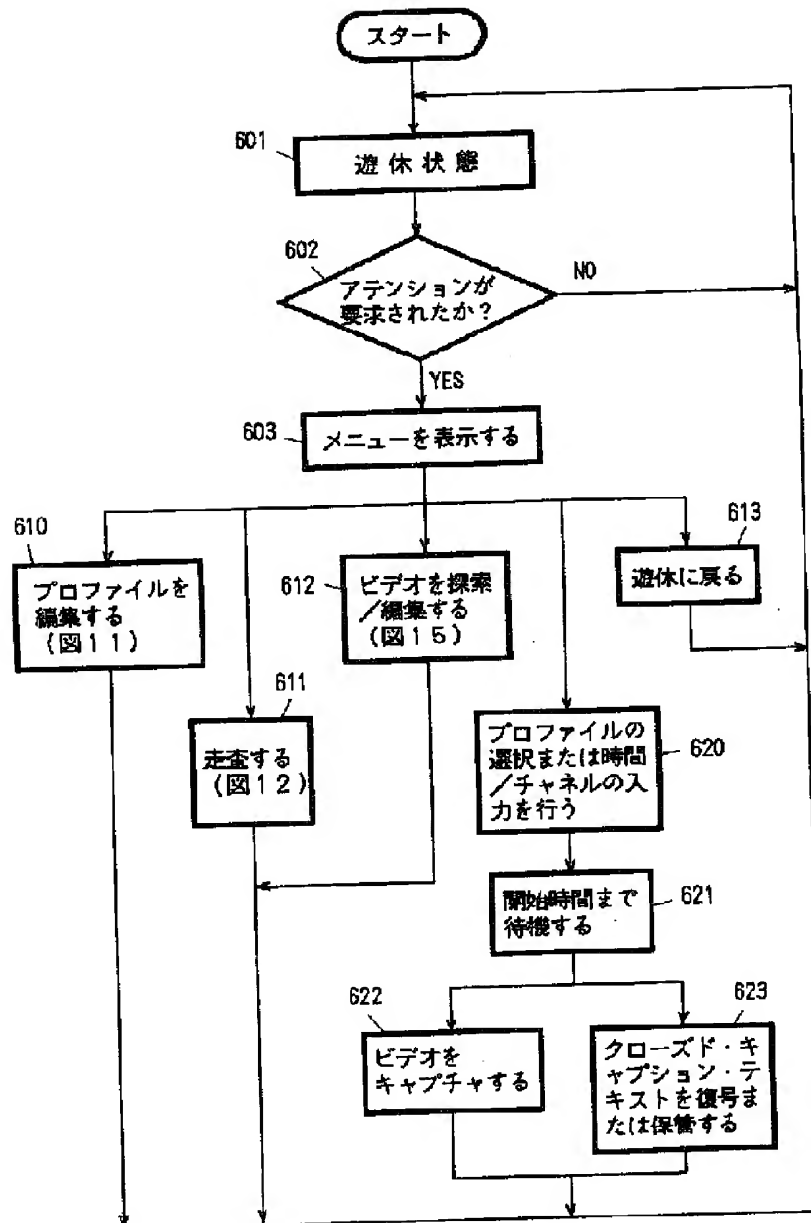 スタート
601
遊休状態
602
アテンションが
要求されたか?
NO
YES
603
メニューを表示する
610
プロファイルを
編集する
(図11)
611
走査する
(図12)
612
ビデオを探索
/編集する
(図15)
613
遊休に戻る
プロファイルの
選択または時間
/チャネルの入
力を行う
620
開始時間まで
待機する
621
622
ビデオを
キャプチャする
623
クローズド・キ
ャプション・テ
キストを復号ま
たは保管する